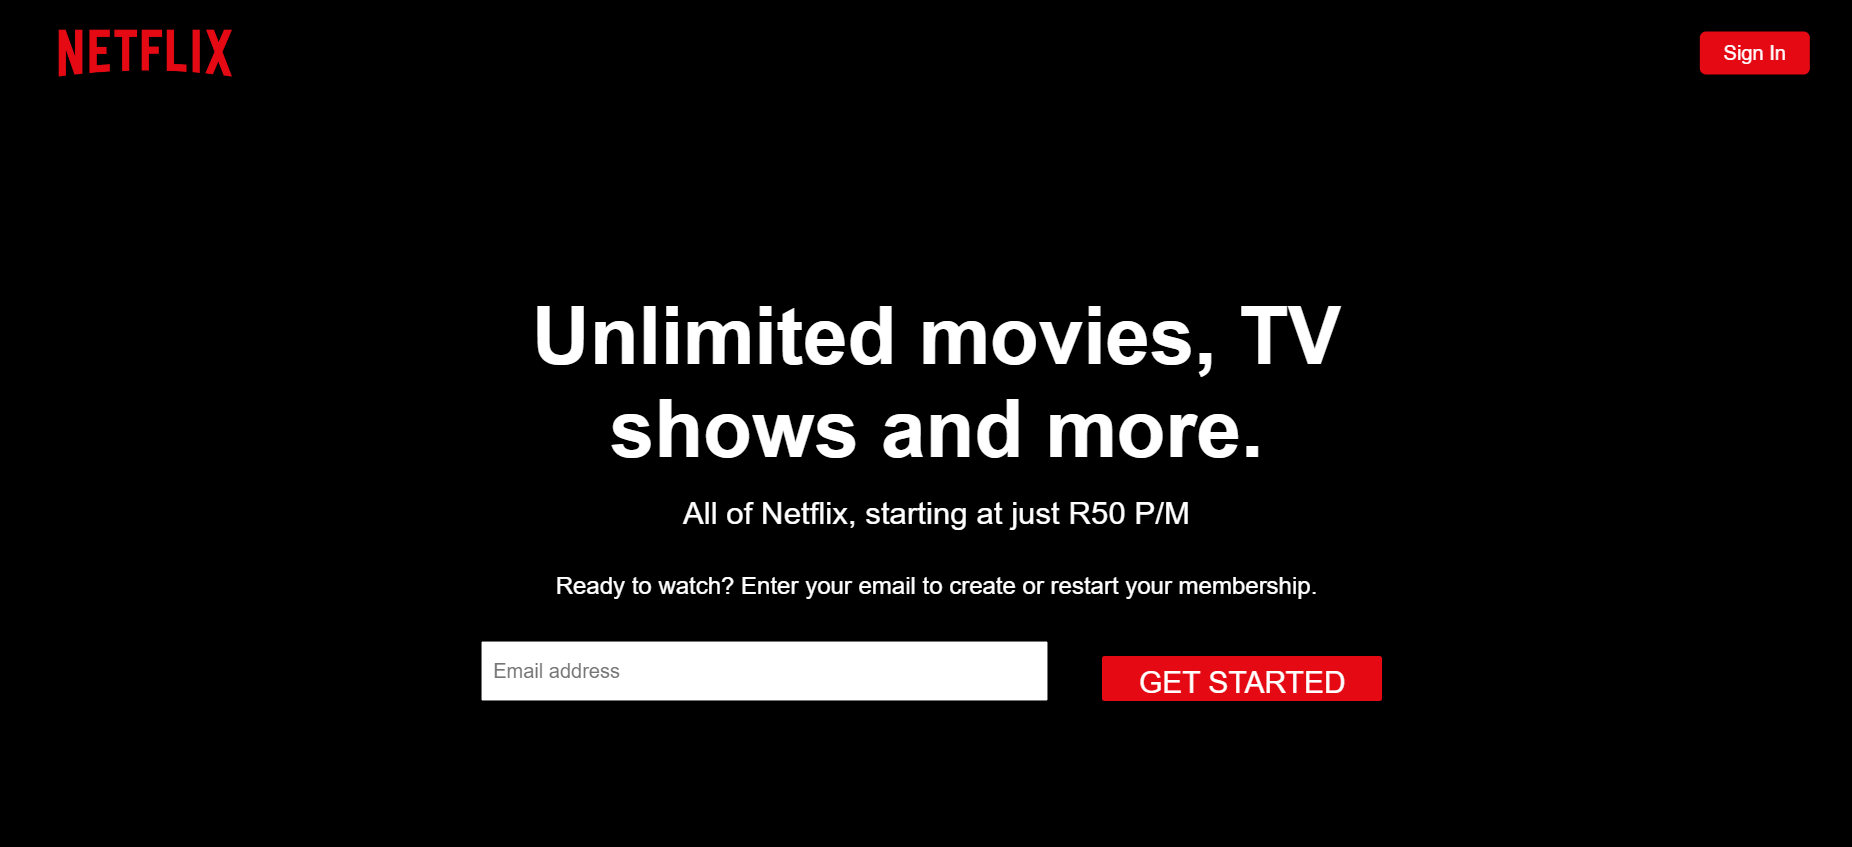 NETFLIX
Sign In
Unlimited movies, TV
shows and more.
All of Netflix, starting at just R50 P/M
Ready to watch? Enter your email to create or restart your membership.
Email address
GET STARTED